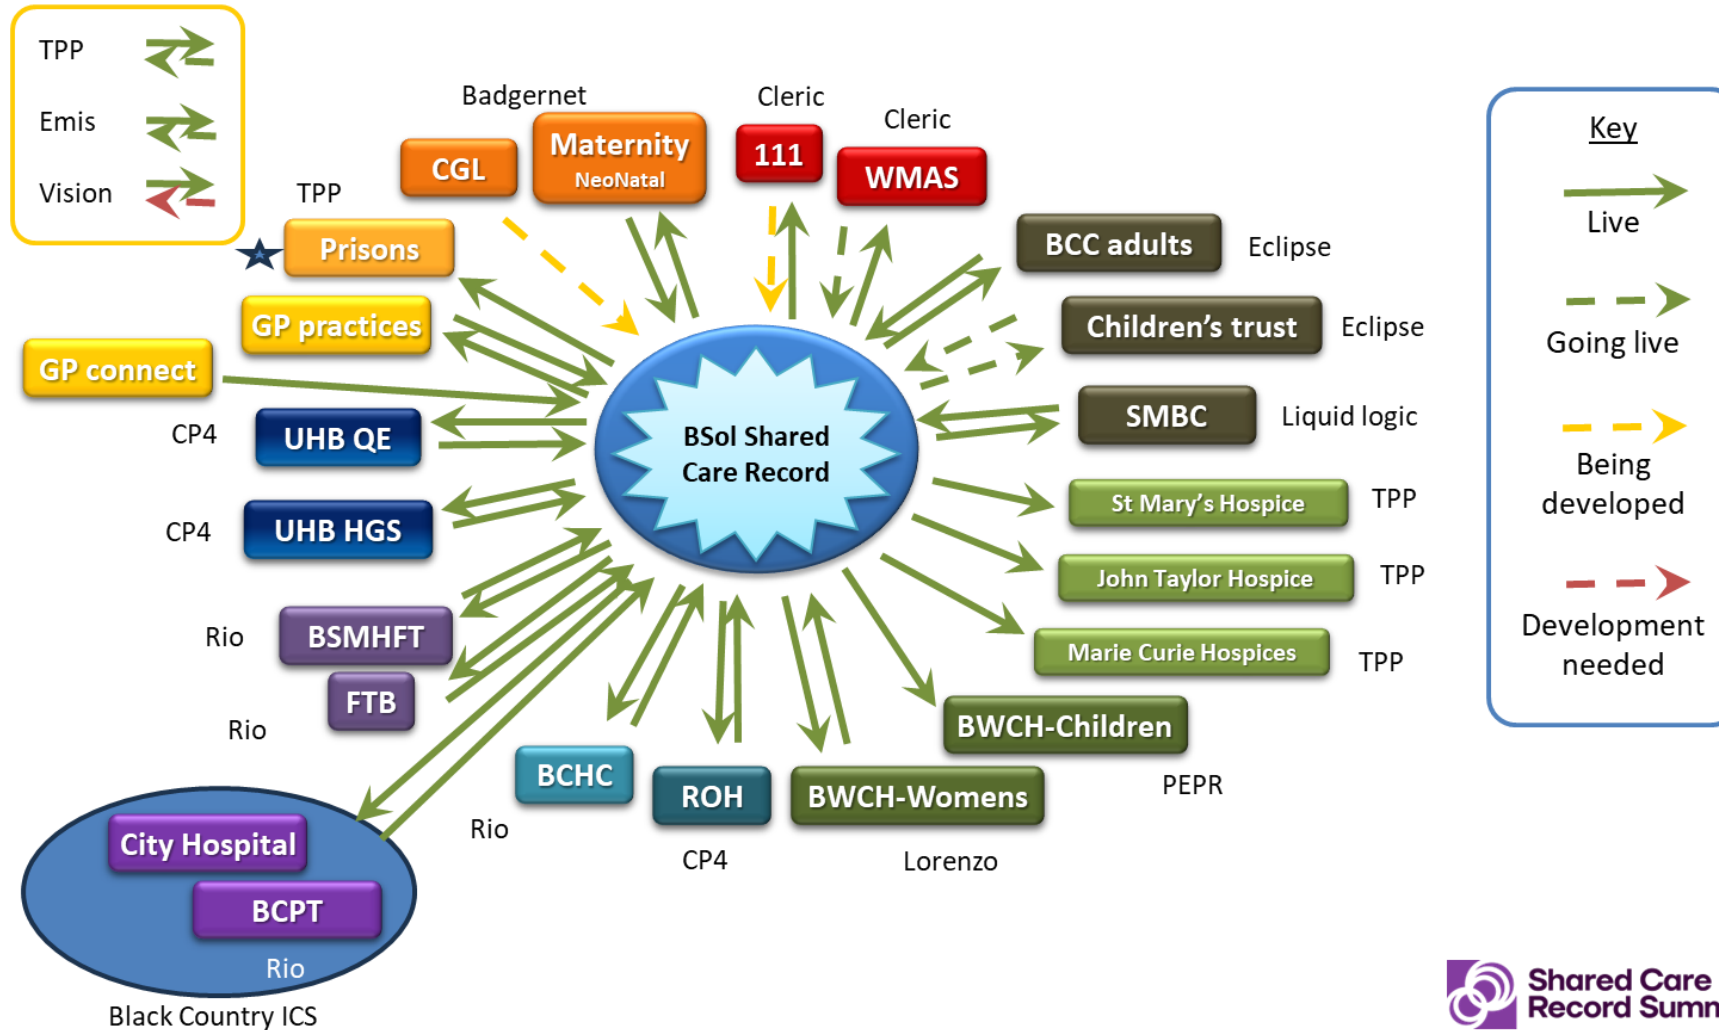 TPP
Emis
Vision
Badgernet
Cleric
Cleric
CGL
Maternity
NeoNatal
111
WMAS
TPP
Prisons
BCC adults
Eclipse
GP practices
Children's trust
Eclipse
GP connect
CP4
UHB QE
SMBC
Liquid logic
BSol Shared
Care Record
CP4
UHB HGS
St Mary's Hospice
TPP
John Taylor Hospice
TPP
Rio
BSMHFT
Marie Curie Hospices
TPP
FTB
Rio
BWCH-Children
PEPR
BCHC
Rio
ROH
CP4
BWCH-Womens
Lorenzo
City Hospital
BCPT
Rio
Black Country ICS
Key
Live
Going live
Being
developed
Development
needed
Shared Care
Record Summ